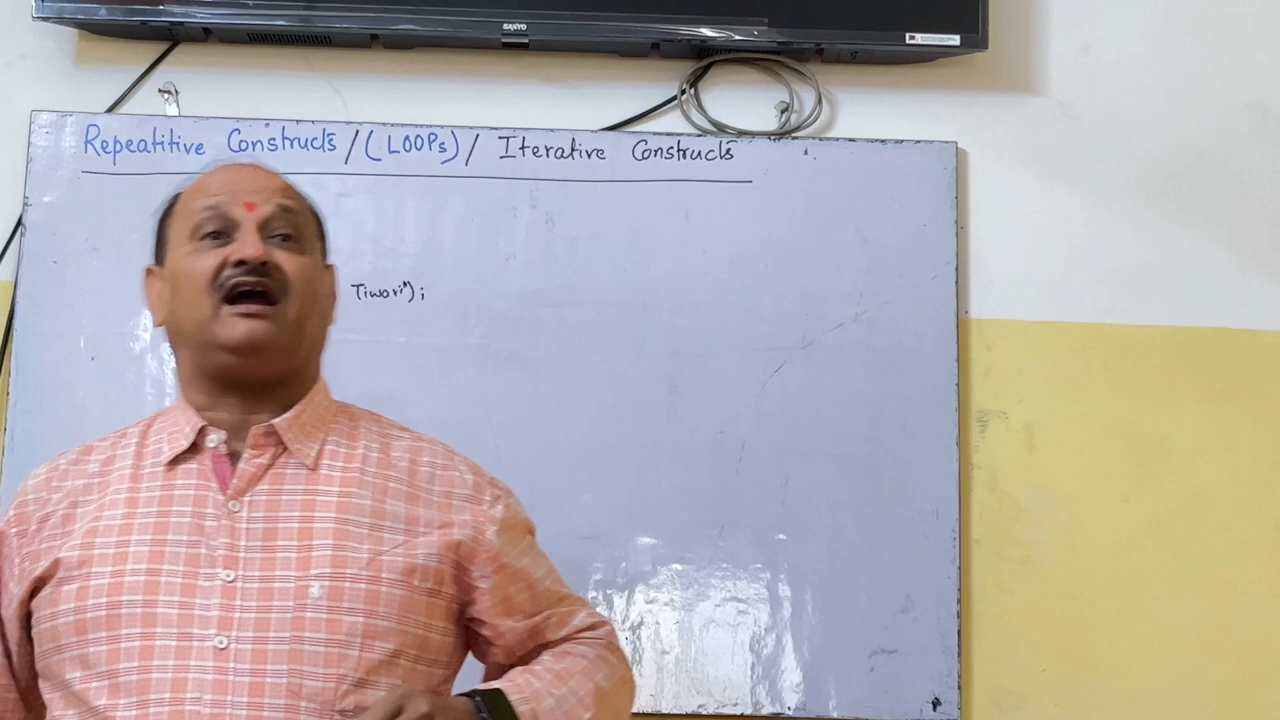 SANYO
Repeatitive Constructs / (LOOPs) / Iterative Constructs
Tiwari");